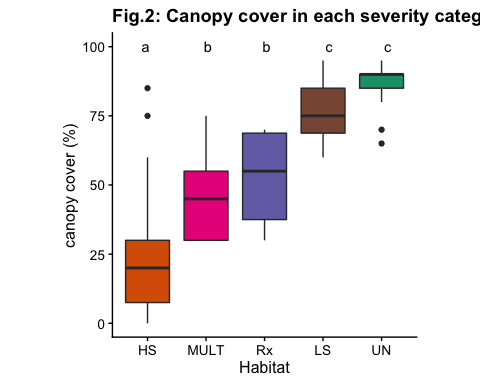 Fig.2: Canopy cover in each severity categ
a b b c c
100
75
50
25
0
canopy cover (%)
HS MULT Rx LS UN
Habitat